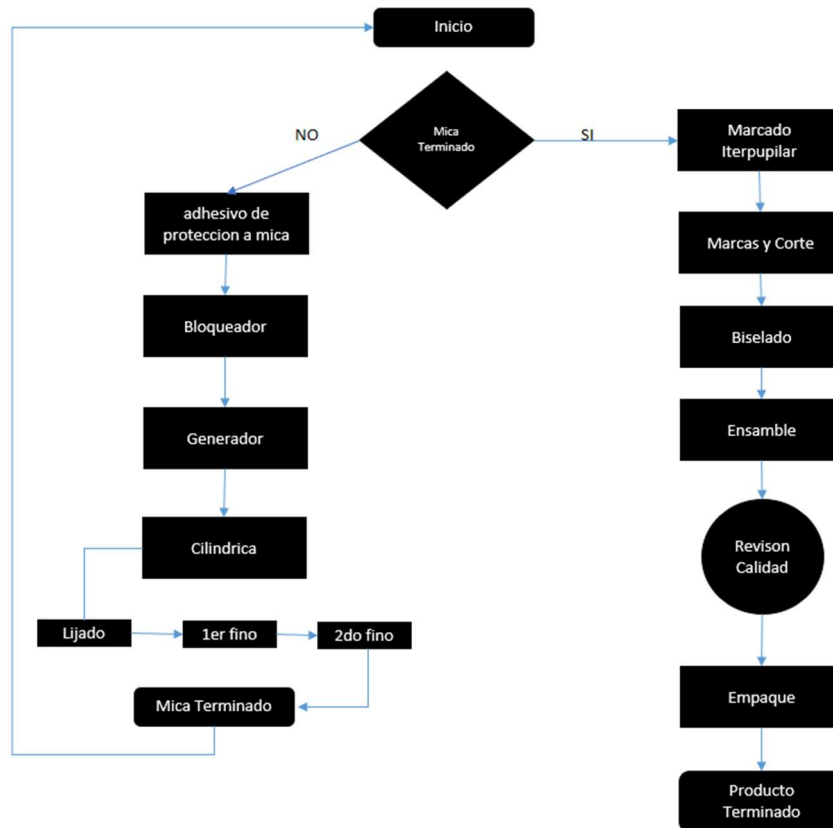 Inicio
Mica
Terminado
NO
SI
Marcado
Iterpupilar
adhesivo de
proteccion a mica
Marcas y Corte
Bloqueador
Biselado
Generador
Ensamble
Cilindrica
Revison
Calidad
Lijado
1er fino
2do fino
Mica Terminado
Empaque
Producto
Terminado